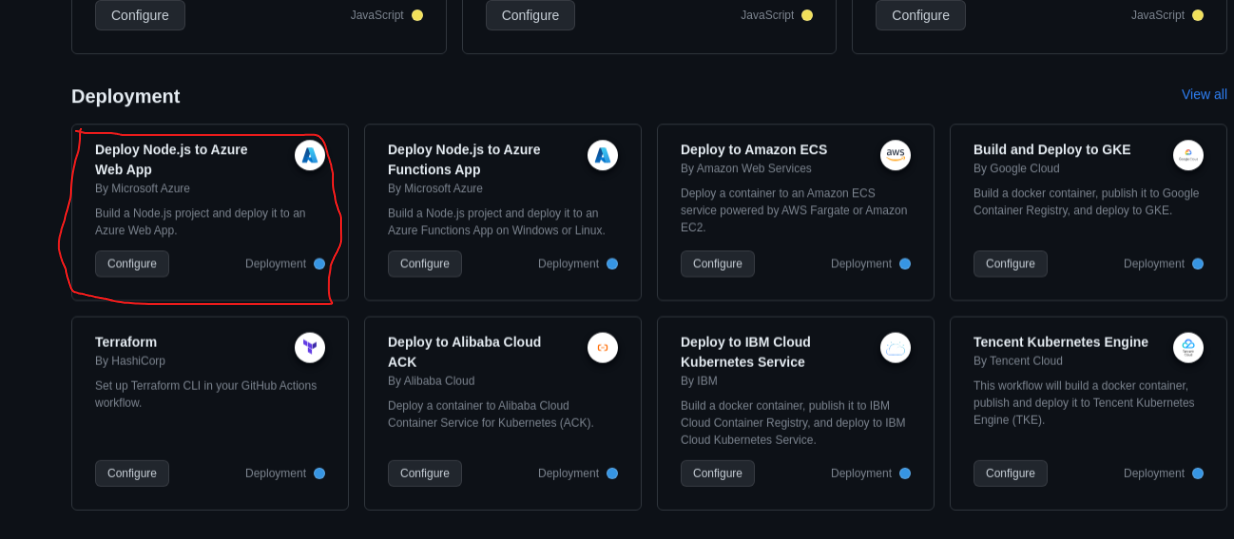 Configure JavaScript Configure JavaScript Configure JavaScript
Deployment View all
Deploy Node.js to Azure
Web App
By Microsoft Azure
Build a Node.js project and deploy it to an
Azure Web App.
Configure Deployment
Deploy Node.js to Azure
Functions App
By Microsoft Azure
Build a Node.js project and deploy it to an
Azure Functions App on Windows or Linux.
Configure Deployment
Deploy to Amazon ECS
aws
By Amazon Web Services
Deploy a container to an Amazon ECS
service powered by AWS Fargate or Amazon
EC2.
Configure Deployment
Build and Deploy to GKE
By Google Cloud
Build a docker container, publish it to Google
Container Registry, and deploy to GKE.
Configure Deployment
Terraform
By HashiCorp
Set up Terraform CLI in your GitHub Actions
workflow.
Configure Deployment
Deploy to Alibaba Cloud
ACK
By Alibaba Cloud
Deploy a container to Alibaba Cloud
Container Service for Kubernetes (ACK).
Configure Deployment
Deploy to IBM Cloud
Kubernetes Service
By IBM
Build a docker container, publish it to IBM
Cloud Container Registry, and deploy to IBM
Cloud Kubernetes Service.
Configure Deployment
Tencent Kubernetes Engine
By Tencent Cloud
This workflow will build a docker container,
publish and deploy it to Tencent Kubernetes
Engine (TKE).
Configure Deployment